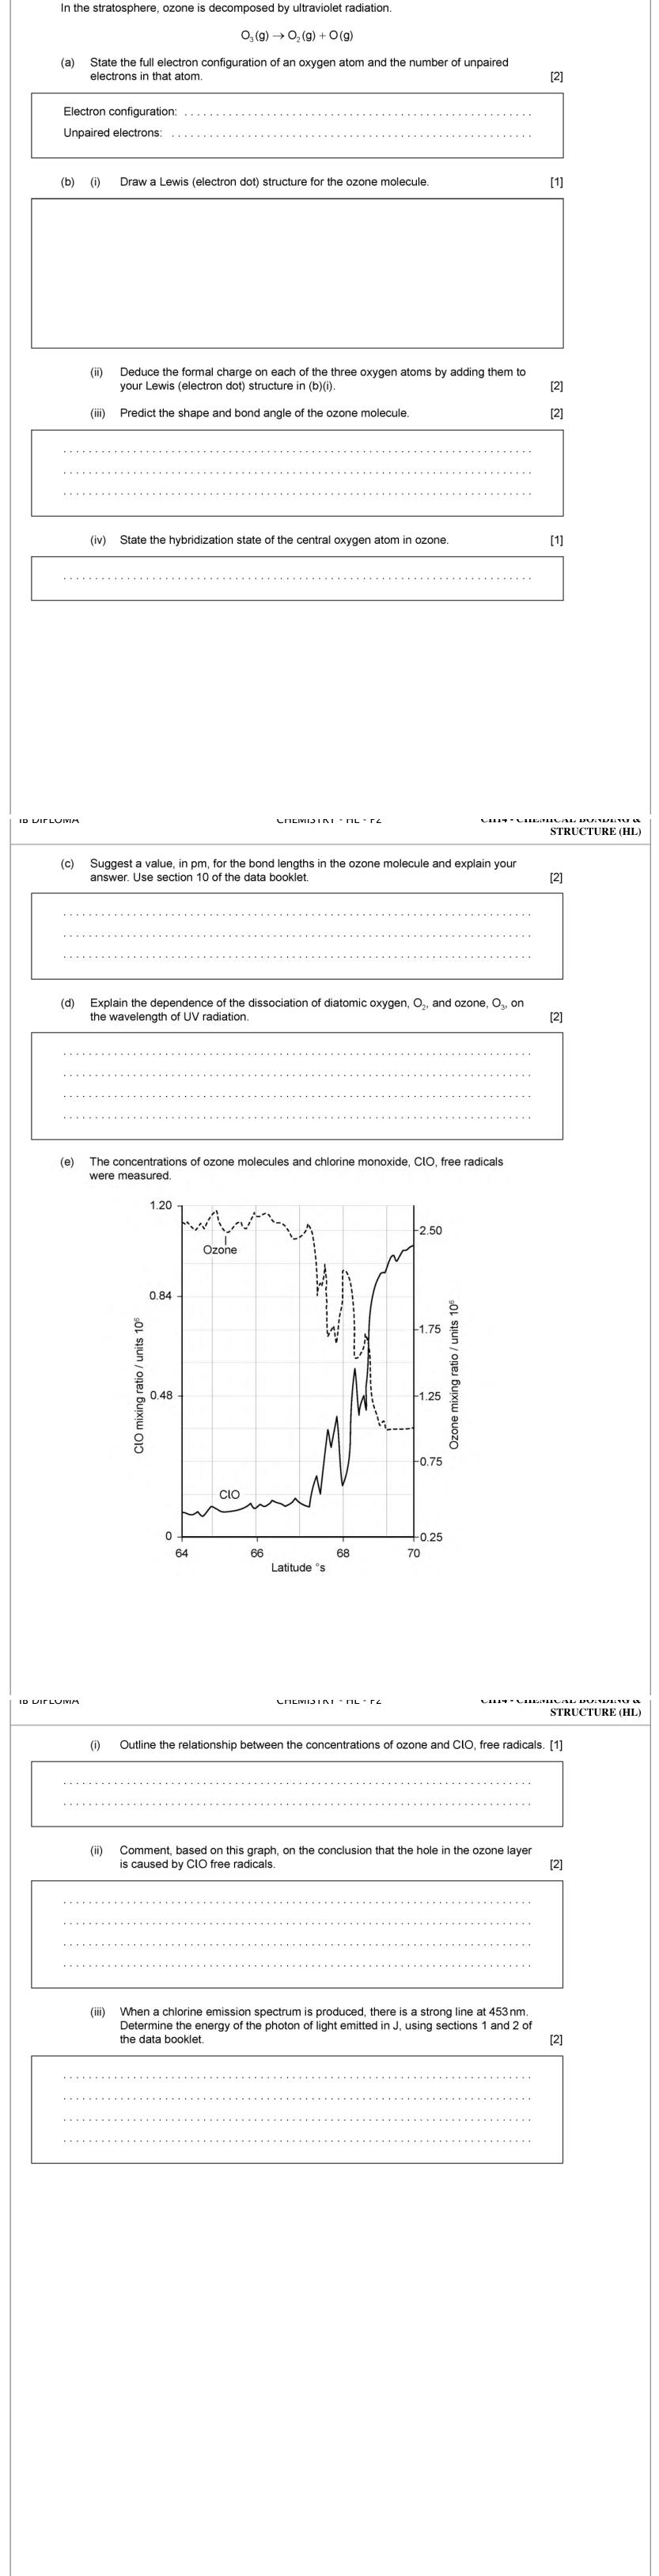 In the stratosphere, ozone is decomposed by ultraviolet radiation.
O₃(g) → O₂(g) + O(g)
(a) State the full electron configuration of an oxygen atom and the number of unpaired
electrons in that atom. [2]
Electron configuration: ................................................
Unpaired electrons: ................................................
(b) (i) Draw a Lewis (electron dot) structure for the ozone molecule. [1]
(ii) Deduce the formal charge on each of the three oxygen atoms by adding them to
your Lewis (electron dot) structure in (b)(i). [2]
(iii) Predict the shape and bond angle of the ozone molecule. [2]
(iv) State the hybridization state of the central oxygen atom in ozone. [1]
IB DIPLOMA CHEMISTRY - HL - P2 CH14 - CHEMICAL BONDING &
STRUCTURE (HL)
(c) Suggest a value, in pm, for the bond lengths in the ozone molecule and explain your
answer. Use section 10 of the data booklet. [2]
(d) Explain the dependence of the dissociation of diatomic oxygen, O₂, and ozone, O₃, on
the wavelength of UV radiation. [2]
(e) The concentrations of ozone molecules and chlorine monoxide, ClO, free radicals
were measured.
1.20
2.50
Ozone
0.84
1.75
ClO mixing ratio / units 10⁶
Ozone mixing ratio / units 10⁶
0.48
1.25
0.75
ClO
0
0.25
64 66 68 70
Latitude °s
IB DIPLOMA CHEMISTRY - HL - P2 CH14 - CHEMICAL BONDING &
STRUCTURE (HL)
(i) Outline the relationship between the concentrations of ozone and ClO, free radicals. [1]
(ii) Comment, based on this graph, on the conclusion that the hole in the ozone layer
is caused by ClO free radicals. [2]
(iii) When a chlorine emission spectrum is produced, there is a strong line at 453 nm.
Determine the energy of the photon of light emitted in J, using sections 1 and 2 of
the data booklet. [2]